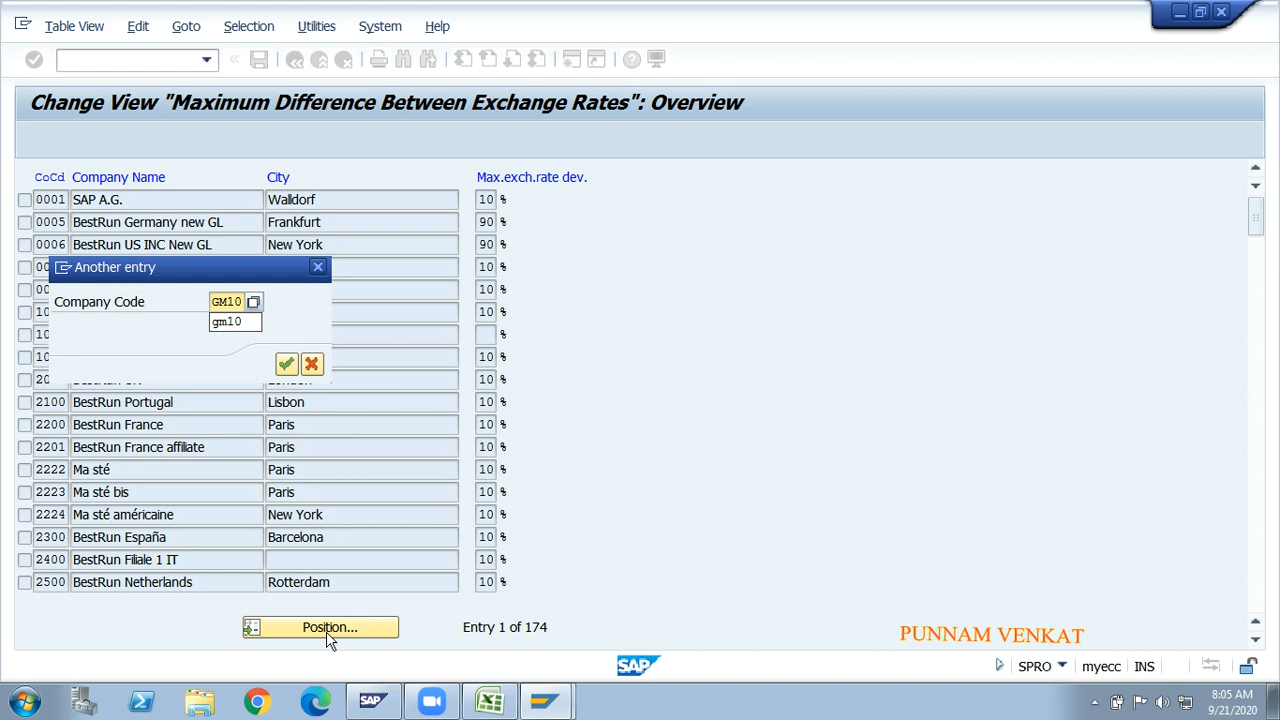 Table View Edit Goto Selection Utilities System Help
Change View "Maximum Difference Between Exchange Rates": Overview
CoCd Company Name City Max.exch.rate dev.
0001 SAP A.G. Walldorf 10 %
0005 BestRun Germany new GL Frankfurt 90 %
0006 BestRun US INC New GL New York 90 %
Another entry
10 %
Company Code GM10
10 %
gm10
10 %
%
10 %
10 %
2100 BestRun Portugal Lisbon 10 %
2200 BestRun France Paris 10 %
2201 BestRun France affiliate Paris 10 %
2222 Ma sté Paris 10 %
2223 Ma sté bis Paris 10 %
2224 Ma sté américaine New York 10 %
2300 BestRun España Barcelona 10 %
2400 BestRun Filiale 1 IT 10 %
2500 BestRun Netherlands Rotterdam 10 %
Position... Entry 1 of 174
PUNNAM VENKAT
SAP SPRO myecc INS
SAP 8:05 AM
9/21/2020